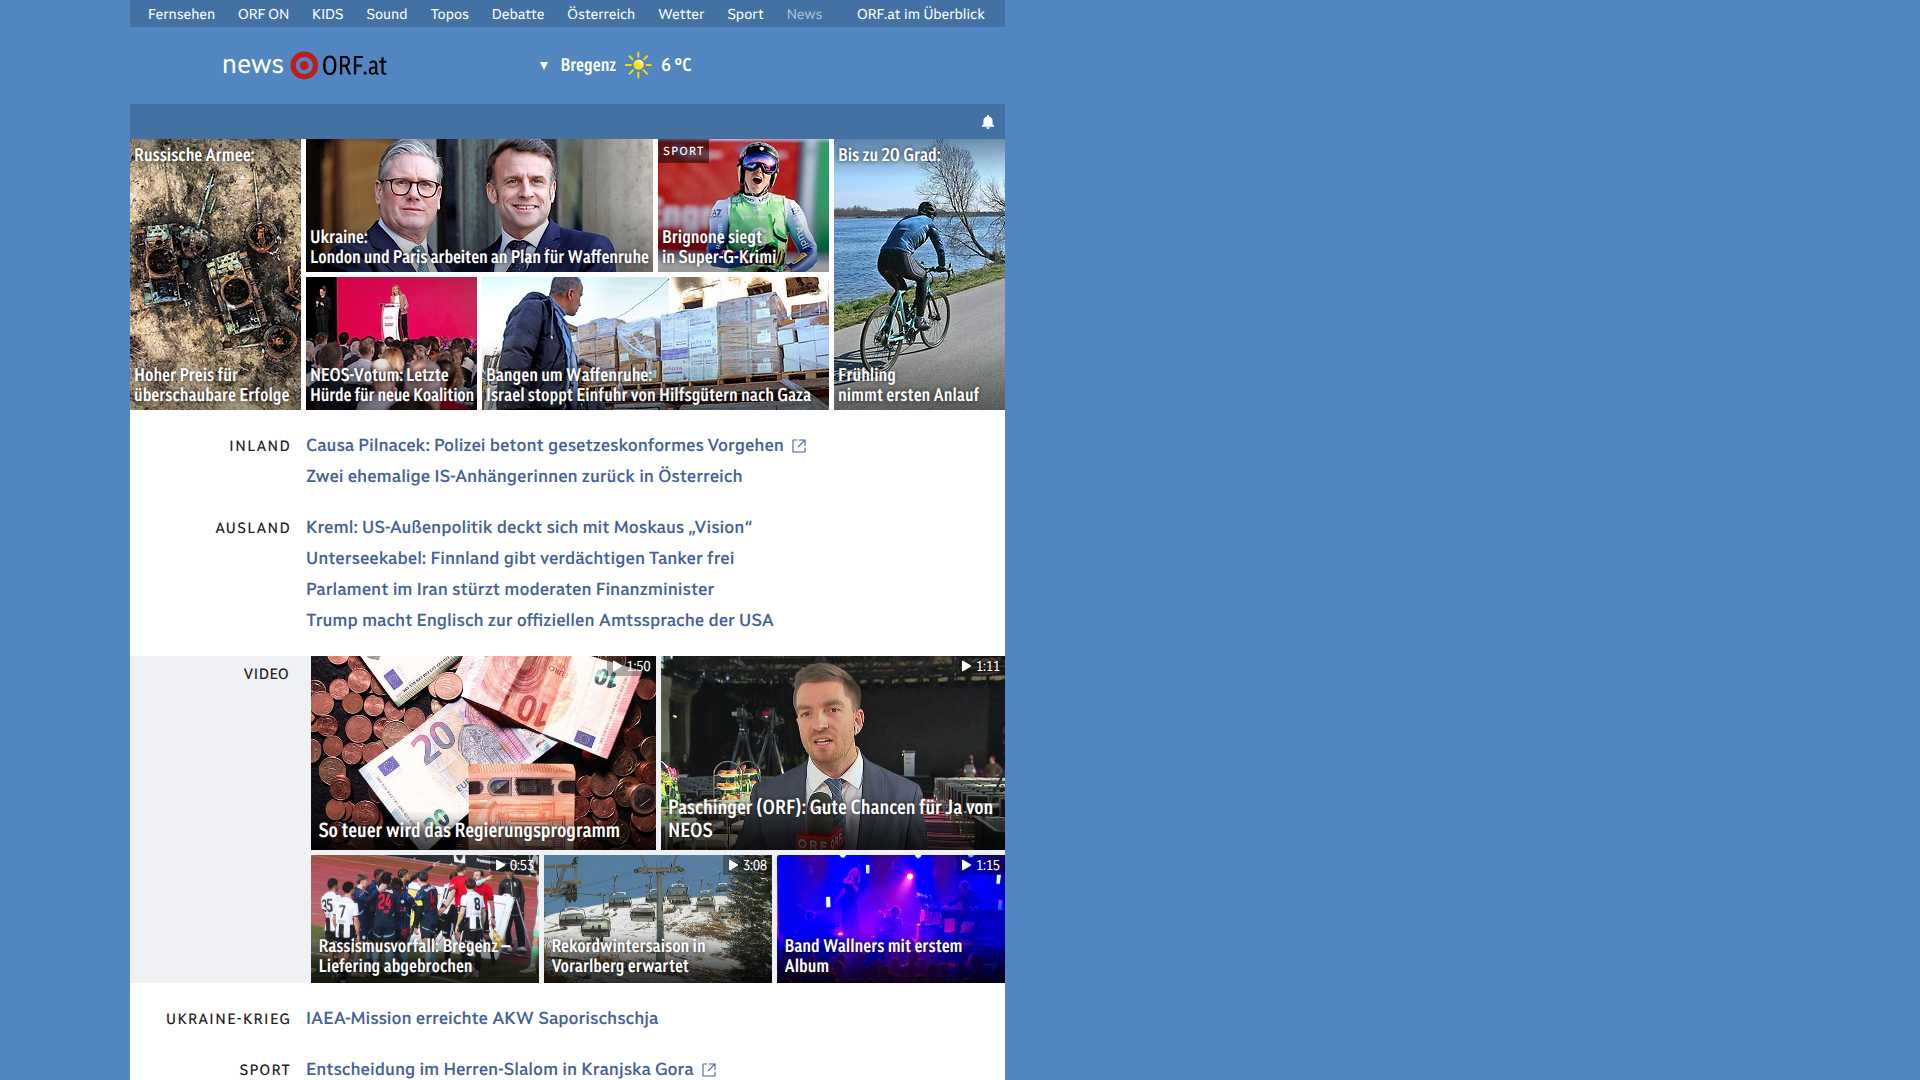 Fernsehen ORF ON KIDS Sound Topos Debatte Österreich Wetter Sport News ORF.at im Überblick
news ORF.at
Bregenz 6 °C
Russische Armee:
Hoher Preis für
überschaubare Erfolge
Ukraine:
London und Paris arbeiten an Plan für Waffenruhe
SPORT
Brignone siegt
in Super-G-Krimi
Bis zu 20 Grad:
Frühling
nimmt ersten Anlauf
NEOS-Votum: Letzte
Hürde für neue Koalition
Bangen um Waffenruhe:
Israel stoppt Einfuhr von Hilfsgütern nach Gaza
INLAND
Causa Pilnacek: Polizei betont gesetzeskonformes Vorgehen
Zwei ehemalige IS-Anhängerinnen zurück in Österreich
AUSLAND
Kreml: US-Außenpolitik deckt sich mit Moskaus „Vision“
Unterseekabel: Finnland gibt verdächtigen Tanker frei
Parlament im Iran stürzt moderaten Finanzminister
Trump macht Englisch zur offiziellen Amtssprache der USA
VIDEO
1:50
So teuer wird das Regierungsprogramm
1:11
Paschinger (ORF): Gute Chancen für Ja von
NEOS
0:53
Rassismusvorfall: Bregenz –
Liefering abgebrochen
3:08
Rekordwintersaison in
Vorarlberg erwartet
1:15
Band Wallners mit erstem
Album
UKRAINE-KRIEG
IAEA-Mission erreichte AKW Saporischschja
SPORT
Entscheidung im Herren-Slalom in Kranjska Gora